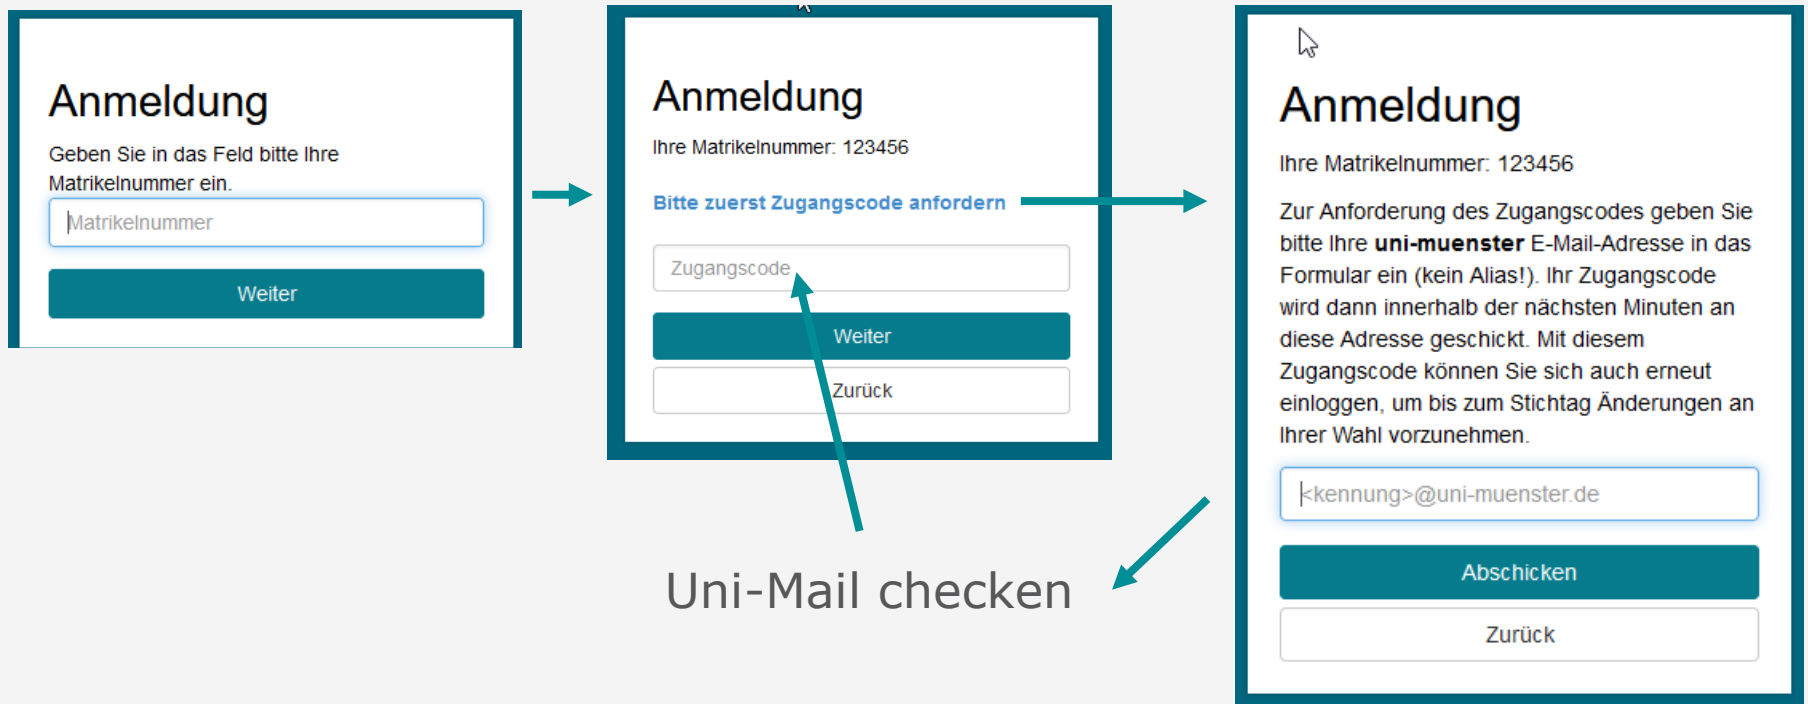 Anmeldung
Geben Sie in das Feld bitte Ihre
Matrikelnummer ein.
Matrikelnummer
Weiter
Anmeldung
Ihre Matrikelnummer: 123456
Bitte zuerst Zugangscode anfordern
Zugangscode
Weiter
Zurück
Anmeldung
Ihre Matrikelnummer: 123456
Zur Anforderung des Zugangscodes geben Sie
bitte Ihre uni-muenster E-Mail-Adresse in das
Formular ein (kein Alias!). Ihr Zugangscode
wird dann innerhalb der nächsten Minuten an
diese Adresse geschickt. Mit diesem
Zugangscode können Sie sich auch erneut
einloggen, um bis zum Stichtag Änderungen an
Ihrer Wahl vorzunehmen.
<kennung>@uni-muenster.de
Abschicken
Zurück
Uni-Mail checken